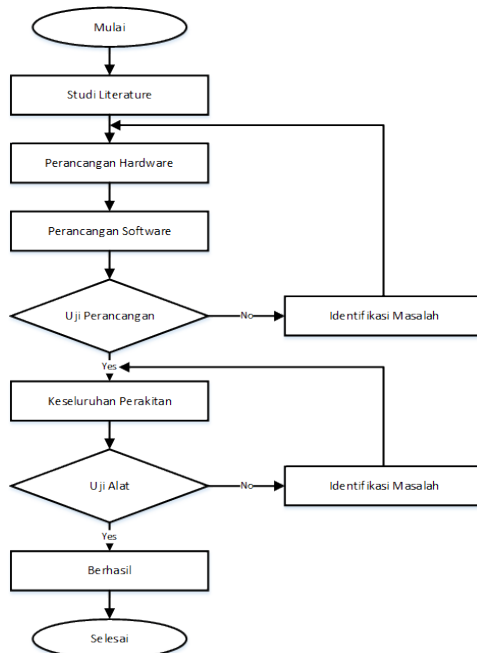 Mulai
Studi Literature
Perancangan Hardware
Perancangan Software
Uji Perancangan
No
Identifikasi Masalah
Yes
Keseluruhan Perakitan
Uji Alat
No
Identifikasi Masalah
Yes
Berhasil
Selesai